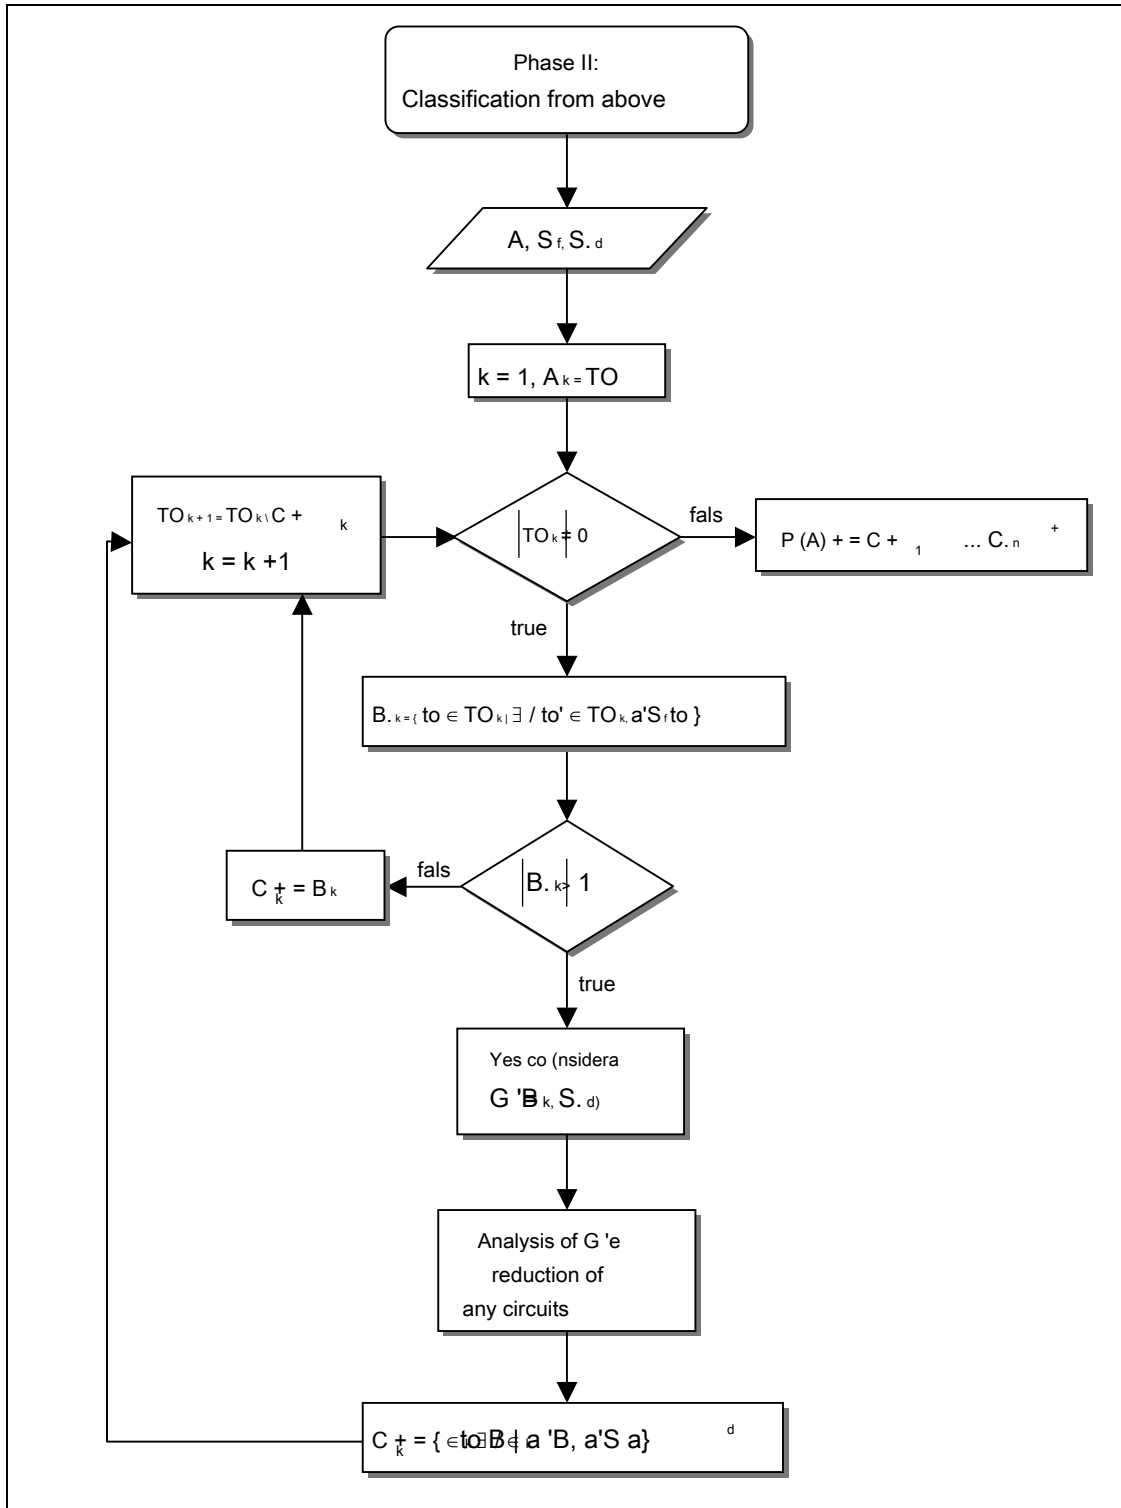 Phase II:
Classification from above
A, S f, S. d
k = 1, A k = TO
TO k + 1 = TO k \ C + k
k = k +1
TO k ≠ 0
fals
P (A) + = C + 1 ... C. n +
true
B. k = { to ∈ TO k | ∃ / to' ∈ TO k, a'S f to }
B. k > 1
fals
C + k = B k
true
Yes co (nsidera
G 'B k, S. d)
Analysis of G 'e
reduction of
any circuits
C + k = { to B | a 'B, a'S a} d